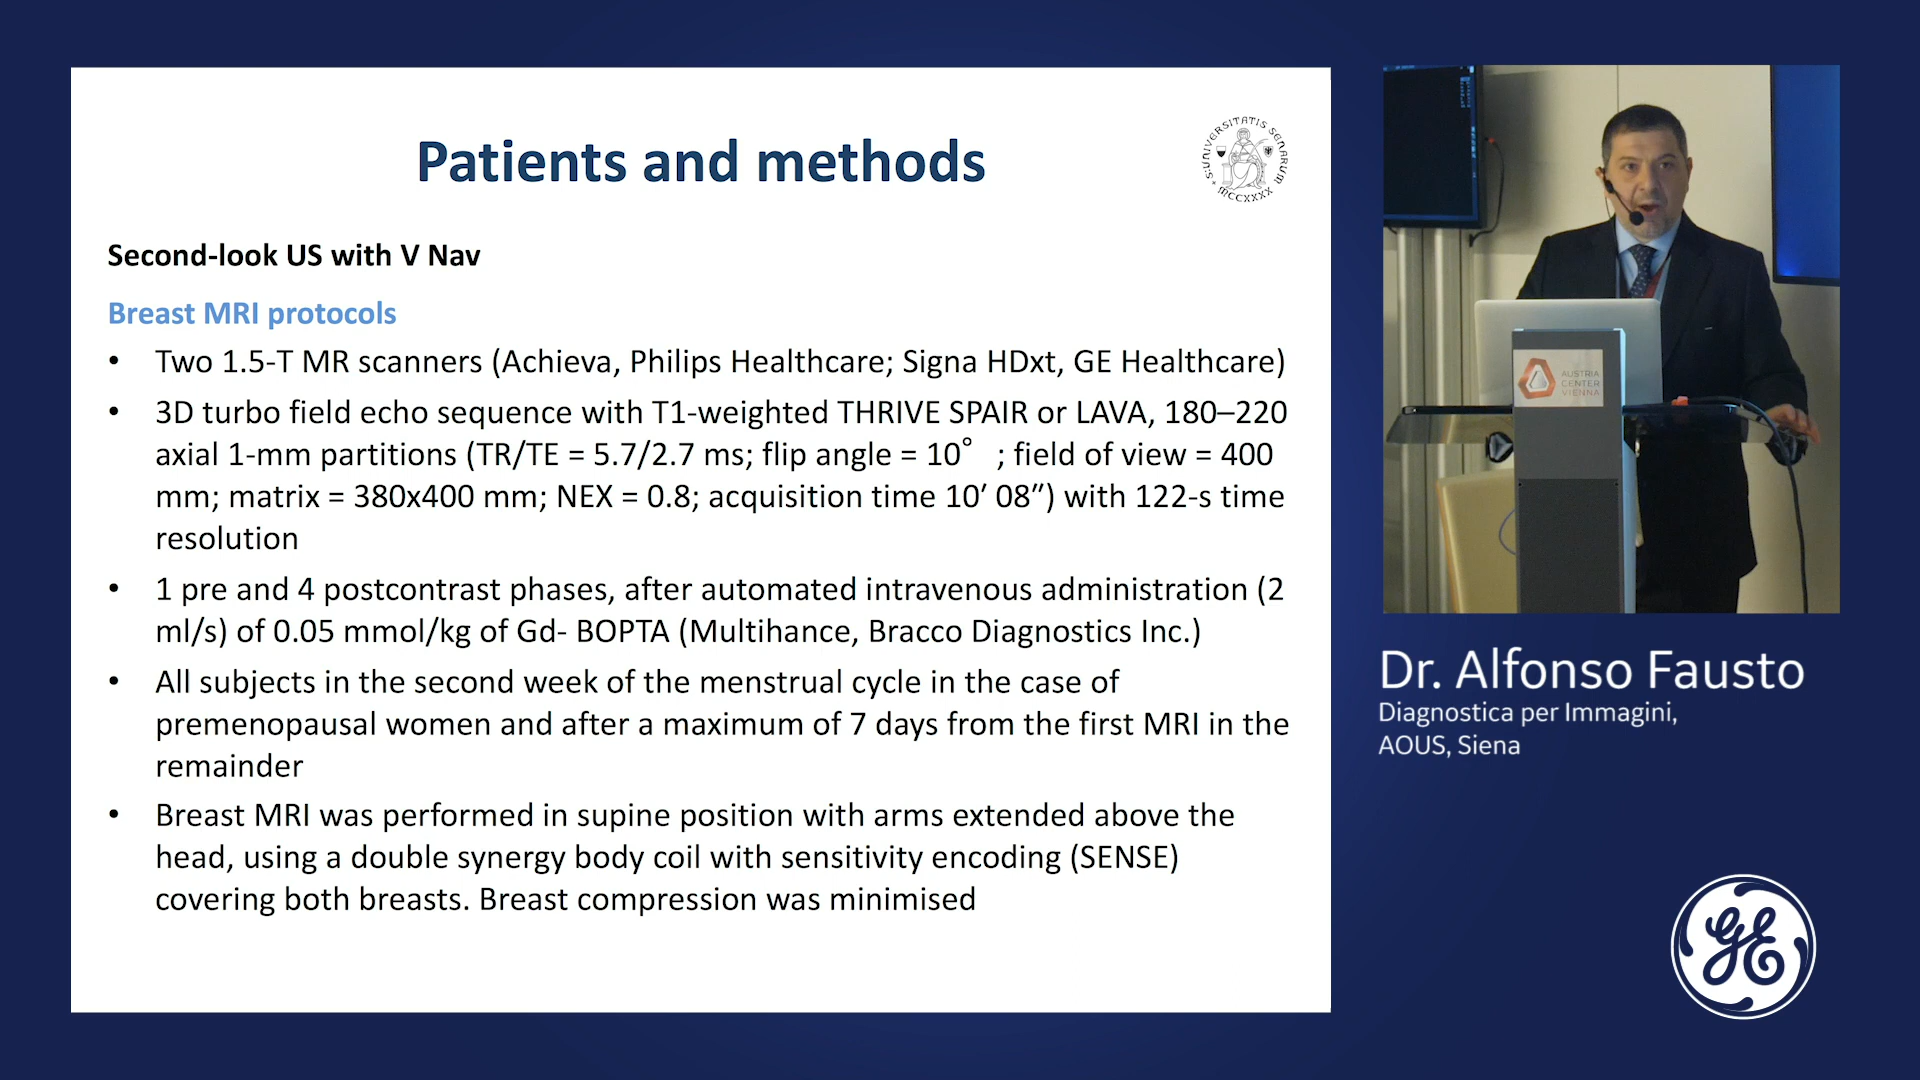 Patients and methods
S:UNIVERSITATIS SENARUM
MCCXXXX
Second-look US with V Nav
Breast MRI protocols
• Two 1.5-T MR scanners (Achieva, Philips Healthcare; Signa HDxt, GE Healthcare)
• 3D turbo field echo sequence with T1-weighted THRIVE SPAIR or LAVA, 180–220
axial 1-mm partitions (TR/TE = 5.7/2.7 ms; flip angle = 10° ; field of view = 400
mm; matrix = 380x400 mm; NEX = 0.8; acquisition time 10′ 08″) with 122-s time
resolution
• 1 pre and 4 postcontrast phases, after automated intravenous administration (2
ml/s) of 0.05 mmol/kg of Gd- BOPTA (Multihance, Bracco Diagnostics Inc.)
• All subjects in the second week of the menstrual cycle in the case of
premenopausal women and after a maximum of 7 days from the first MRI in the
remainder
• Breast MRI was performed in supine position with arms extended above the
head, using a double synergy body coil with sensitivity encoding (SENSE)
covering both breasts. Breast compression was minimised
AUSTRIA
CENTER
VIENNA
Dr. Alfonso Fausto
Diagnostica per Immagini,
AOUS, Siena
GE